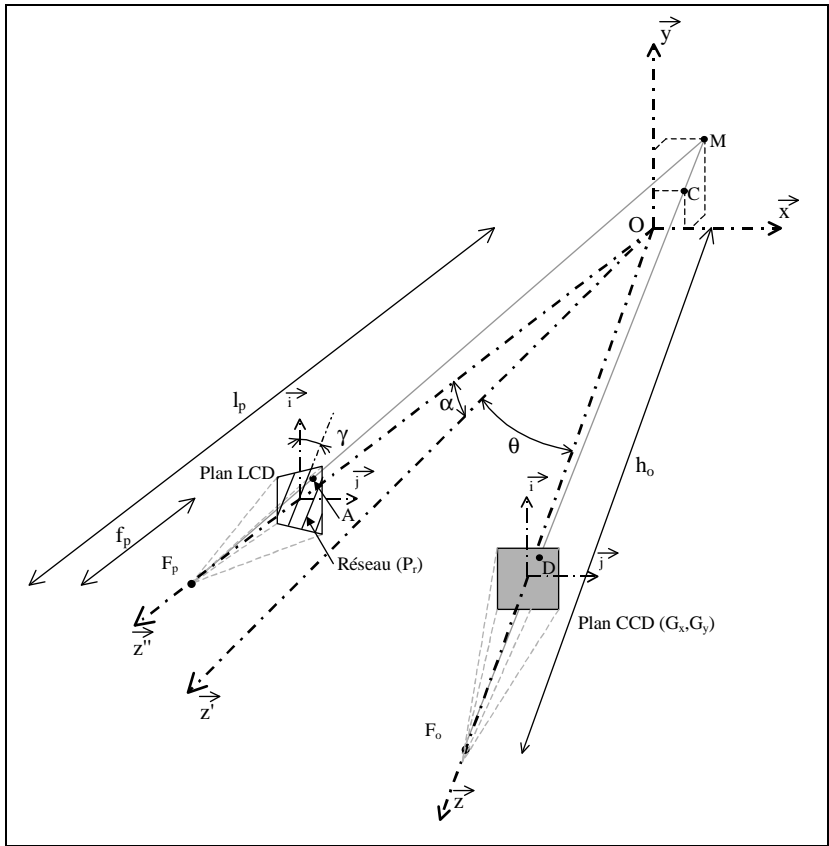 y
M
C
O
x
l_p
i
α
γ
θ
Plan LCD
j
h_o
i
A
f_p
F_p
Réseau (P_r)
D
j
z''
Plan CCD (G_x,G_y)
z'
F_o
z